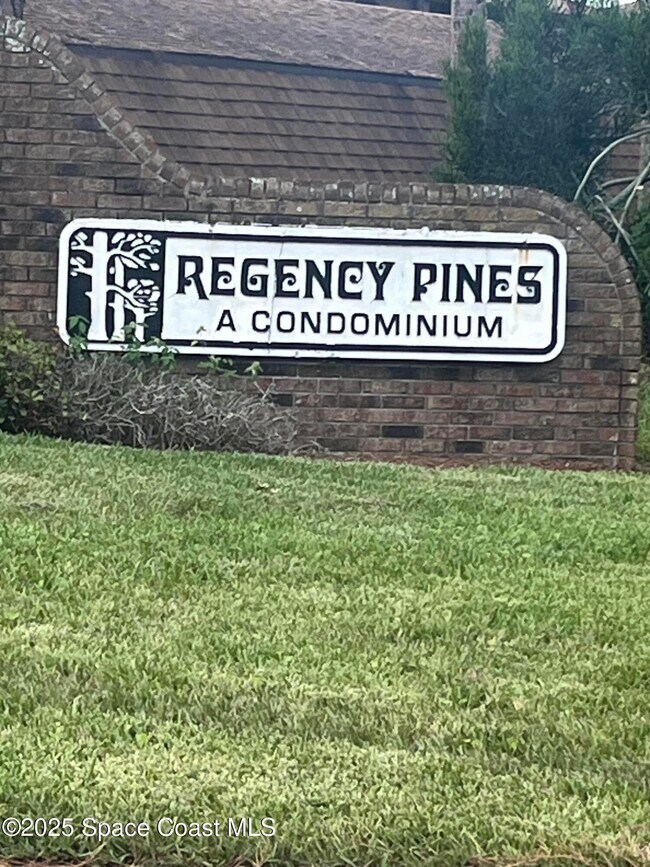 REGENCY PINES
A CONDOMINIUM
©2025 Space Coast MLS